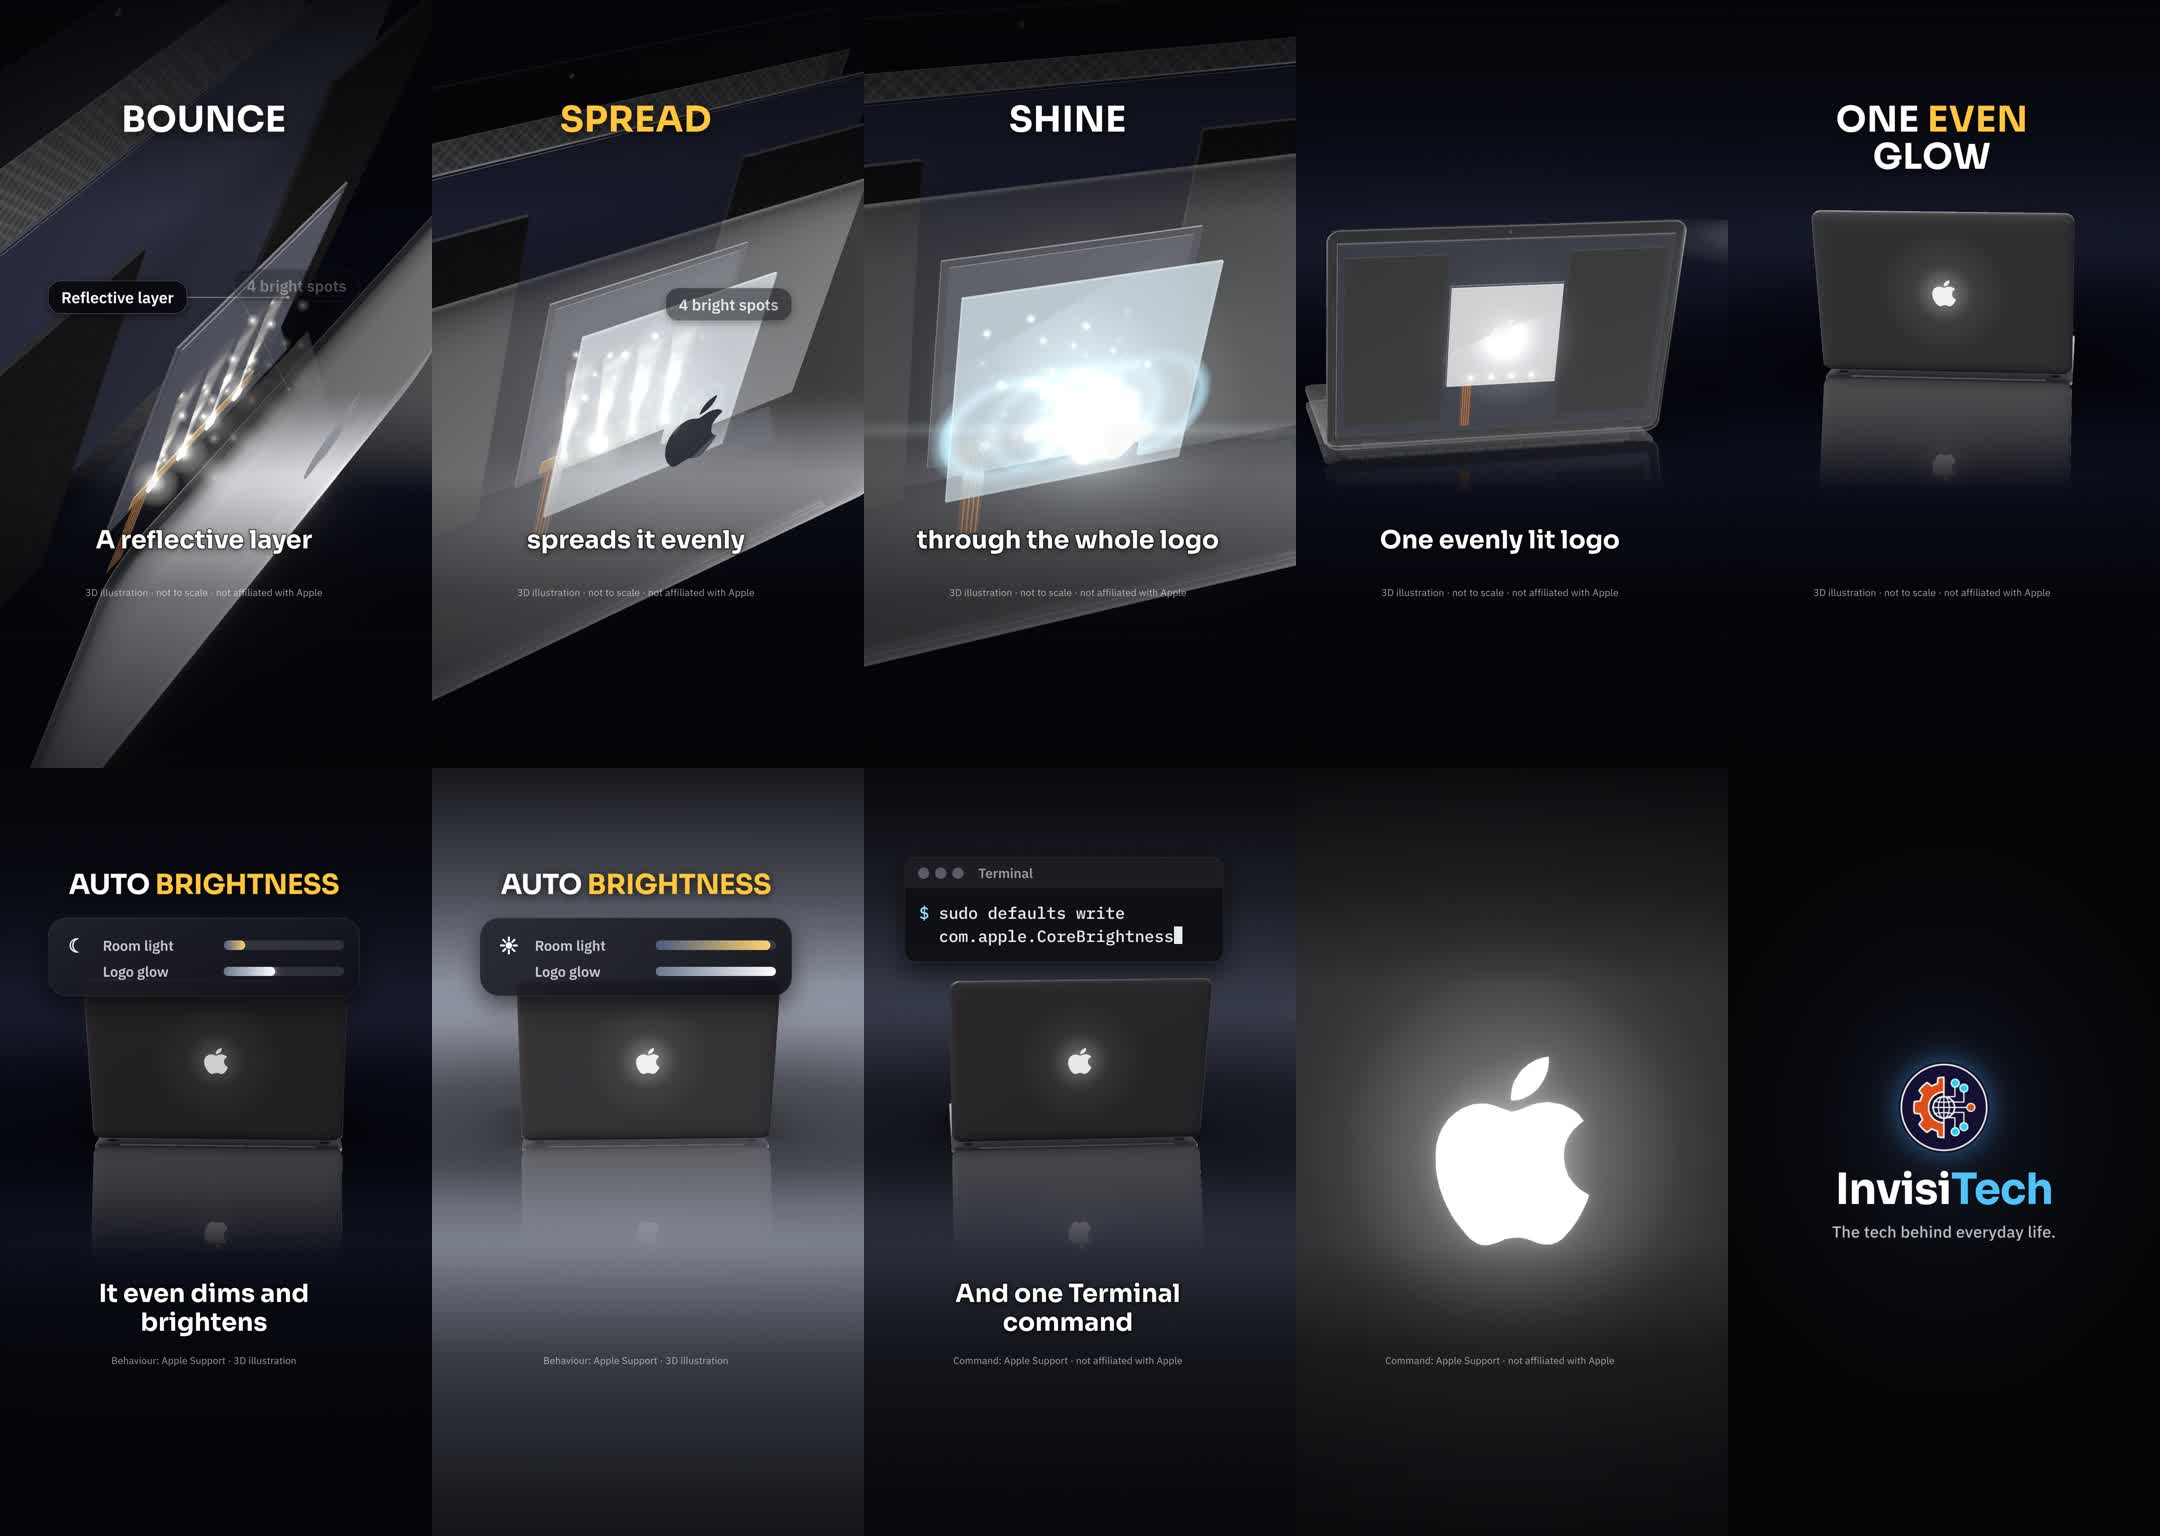 BOUNCE
4 bright spots
Reflective layer
A reflective layer
3D illustration · not to scale · not affiliated with Apple
SPREAD
4 bright spots
spreads it evenly
3D illustration · not to scale · not affiliated with Apple
SHINE
through the whole logo
3D illustration · not to scale · not affiliated with Apple
One evenly lit logo
3D illustration · not to scale · not affiliated with Apple
ONE EVEN
GLOW
3D illustration · not to scale · not affiliated with Apple
AUTO BRIGHTNESS
Room light
Logo glow
It even dims and
brightens
Behaviour: Apple Support · 3D illustration
AUTO BRIGHTNESS
Room light
Logo glow
Behaviour: Apple Support · 3D illustration
Terminal
$ sudo defaults write
com.apple.CoreBrightness
And one Terminal
command
Command: Apple Support · not affiliated with Apple
Command: Apple Support · not affiliated with Apple
InvisiTech
The tech behind everyday life.